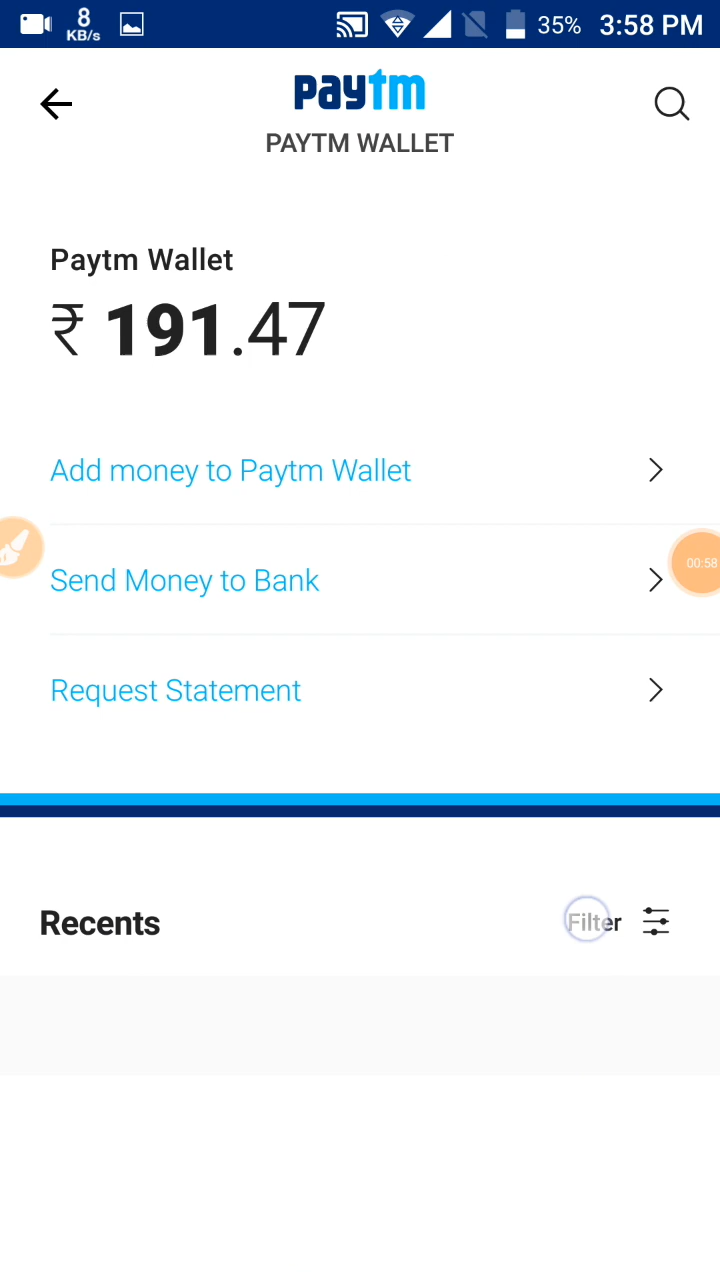 8
KB/s
35% 3:58 PM
paytm
PAYTM WALLET
Paytm Wallet
₹ 191.47
Add money to Paytm Wallet
00:58
Send Money to Bank
Request Statement
Recents
Filter